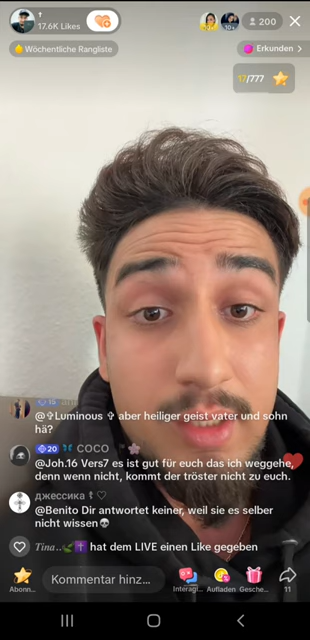 ✝
17.6K Likes
10+
200
Wöchentliche Rangliste
Erkunden >
17/777
15
@✞Luminous ✞ aber heiliger geist vater und sohn
hä?
20 COCO
@Joh.16 Vers7 es ist gut für euch das ich weggehe,
denn wenn nicht, kommt der tröster nicht zu euch.
джессика ✟ ♡
@Benito Dir antwortet keiner, weil sie es selber
nicht wissen💀
Tina..🌿✝️ hat dem LIVE einen Like gegeben
Abonn...
Kommentar hinz...
Interagi...
Aufladen
Gesche...
11